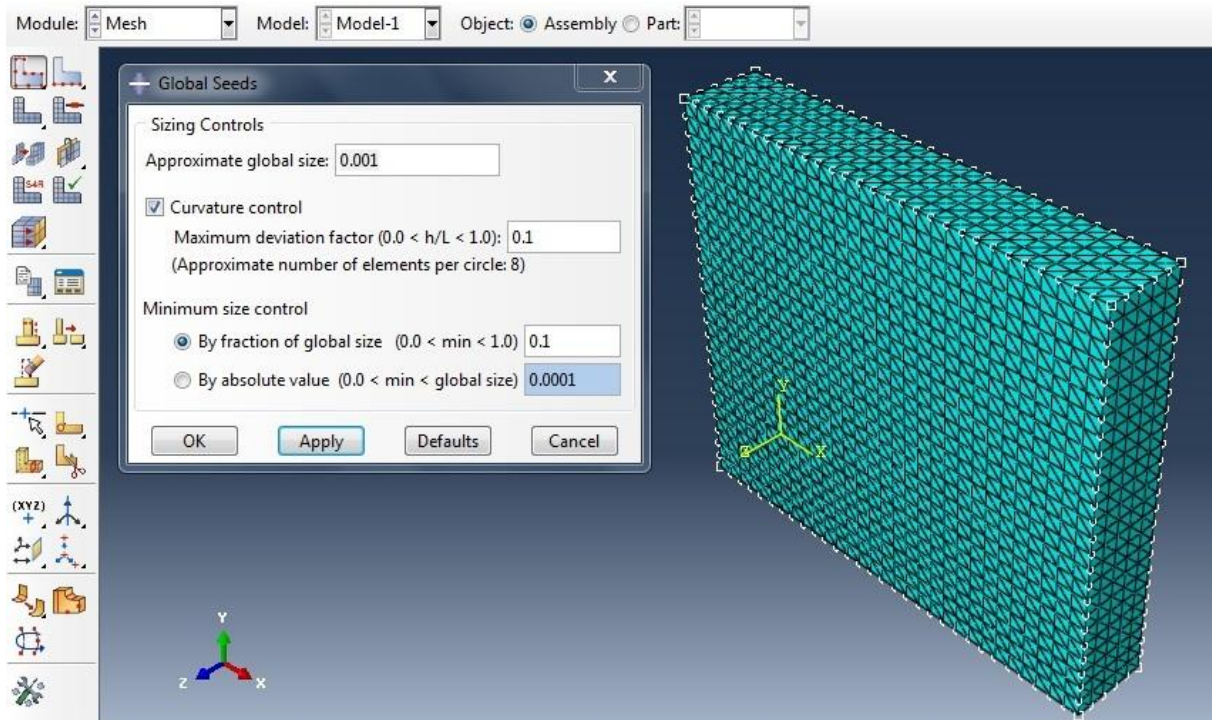 Module: Mesh Model: Model-1 Object: Assembly Part:
Global Seeds
X
Sizing Controls
Approximate global size: 0.001
Curvature control
Maximum deviation factor (0.0 < h/L < 1.0): 0.1
(Approximate number of elements per circle: 8)
Minimum size control
By fraction of global size (0.0 < min < 1.0) 0.1
By absolute value (0.0 < min < global size) 0.0001
OK Apply Defaults Cancel
S4R
(XYZ)
Y
Z X
Y
Z X